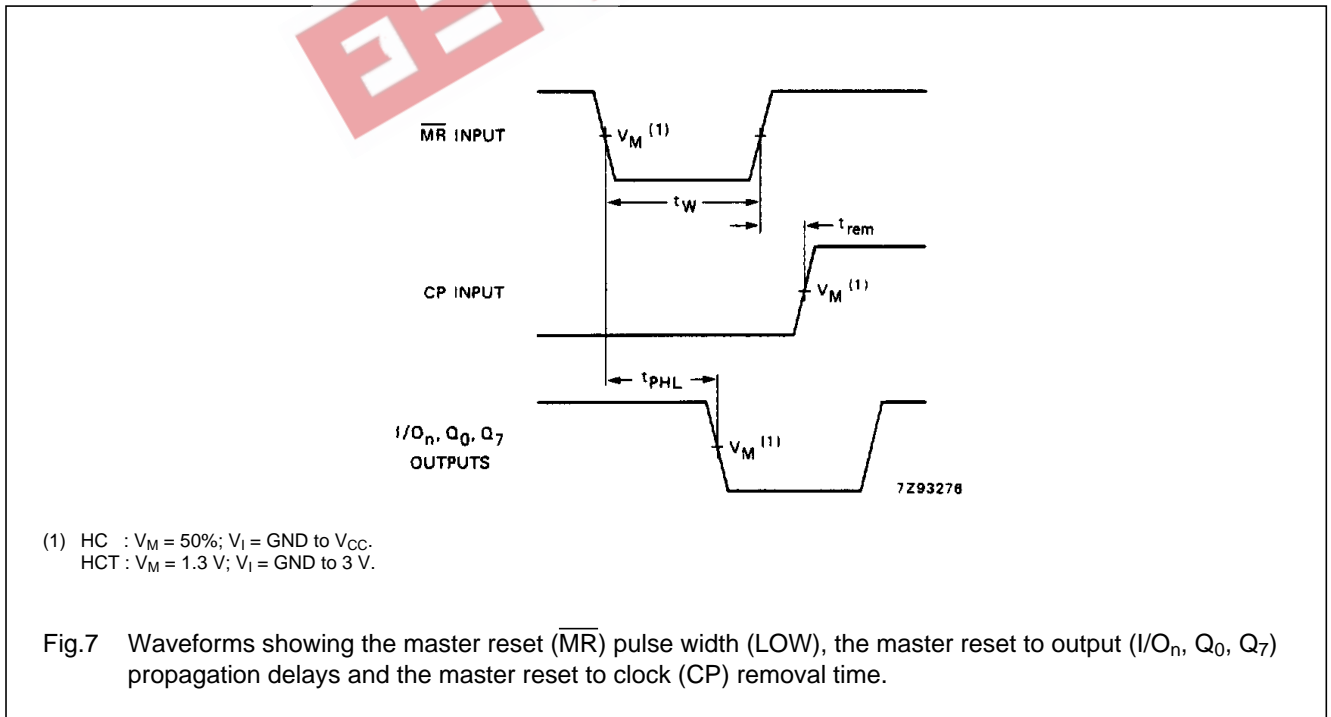 M̅R̅ INPUT
V_M (1)
t_W
t_rem
CP INPUT
V_M (1)
t_PHL
I/O_n, Q_0, Q_7
OUTPUTS
V_M (1)
7Z93276
(1) HC : V_M = 50%; V_I = GND to V_CC.
HCT : V_M = 1.3 V; V_I = GND to 3 V.
Fig.7 Waveforms showing the master reset (M̅R̅) pulse width (LOW), the master reset to output (I/O_n, Q_0, Q_7)
propagation delays and the master reset to clock (CP) removal time.